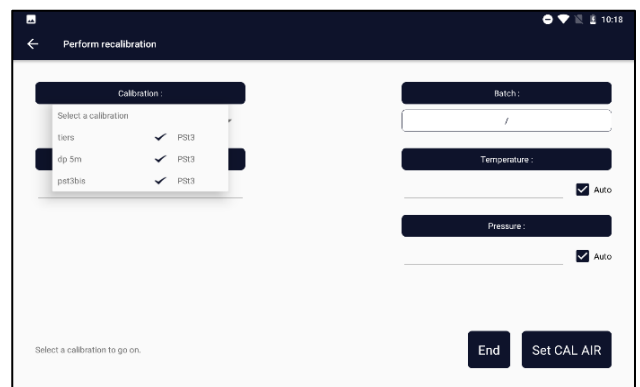 10:18
Perform recalibration
Calibration :
Select a calibration
tiers PSt3
dp 5m PSt3
pst3bis PSt3
Batch :
/
Temperature :
Auto
Pressure :
Auto
Select a calibration to go on.
End
Set CAL AIR